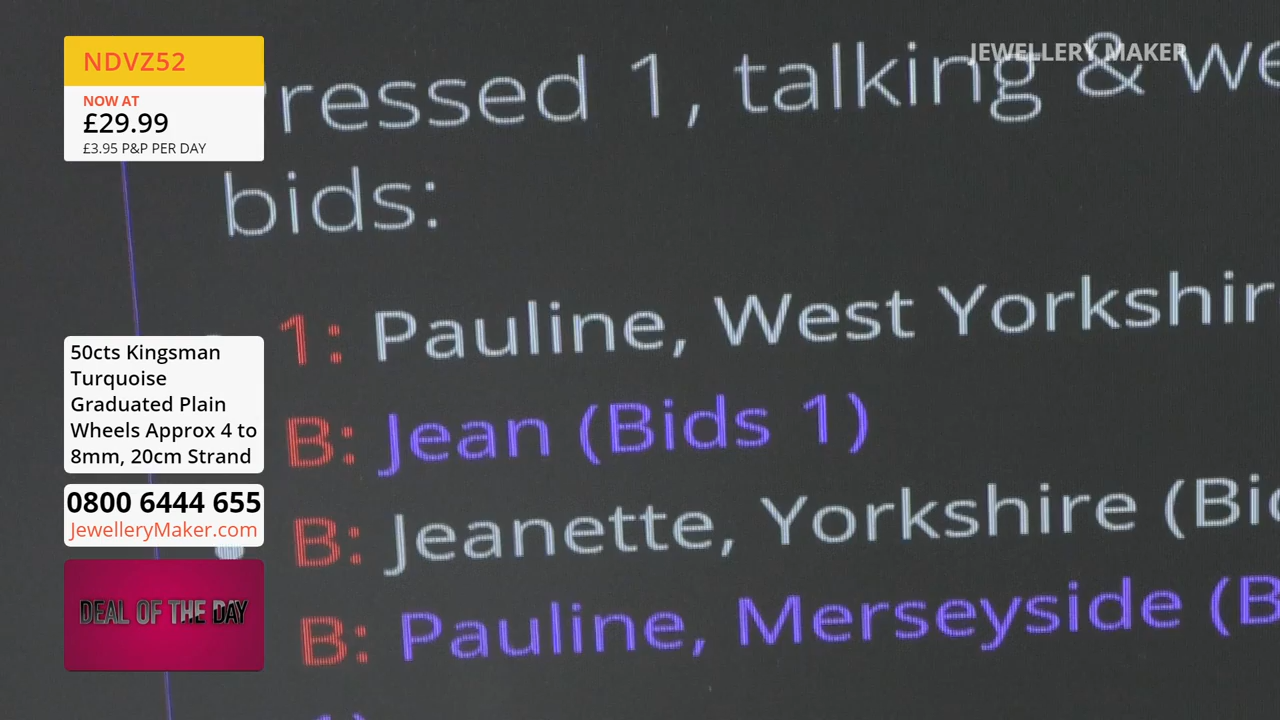 NDVZ52
NOW AT
£29.99
£3.95 P&P PER DAY
JEWELLERY MAKER
ressed 1, talking & we
bids:
1: Pauline, West Yorkshir
B: Jean (Bids 1)
B: Jeanette, Yorkshire (Bid
B: Pauline, Merseyside (B
50cts Kingsman
Turquoise
Graduated Plain
Wheels Approx 4 to
8mm, 20cm Strand
0800 6444 655
JewelleryMaker.com
DEAL OF THE DAY